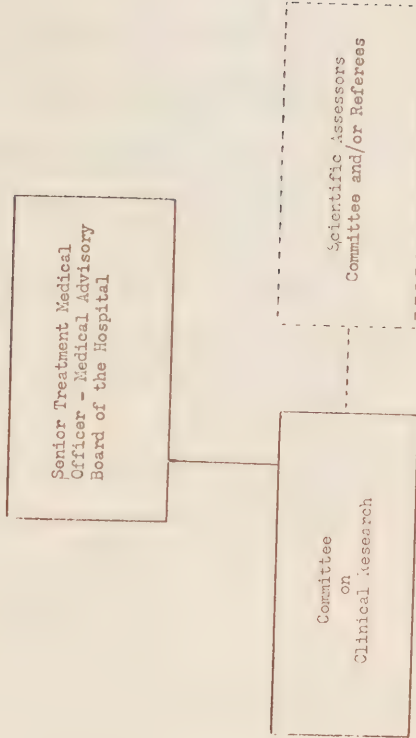 Senior Treatment Medical
Officer - Medical Advisory
Board of the Hospital
Committee
on
Clinical Research
Scientific Assessors
Committee and/or Referees